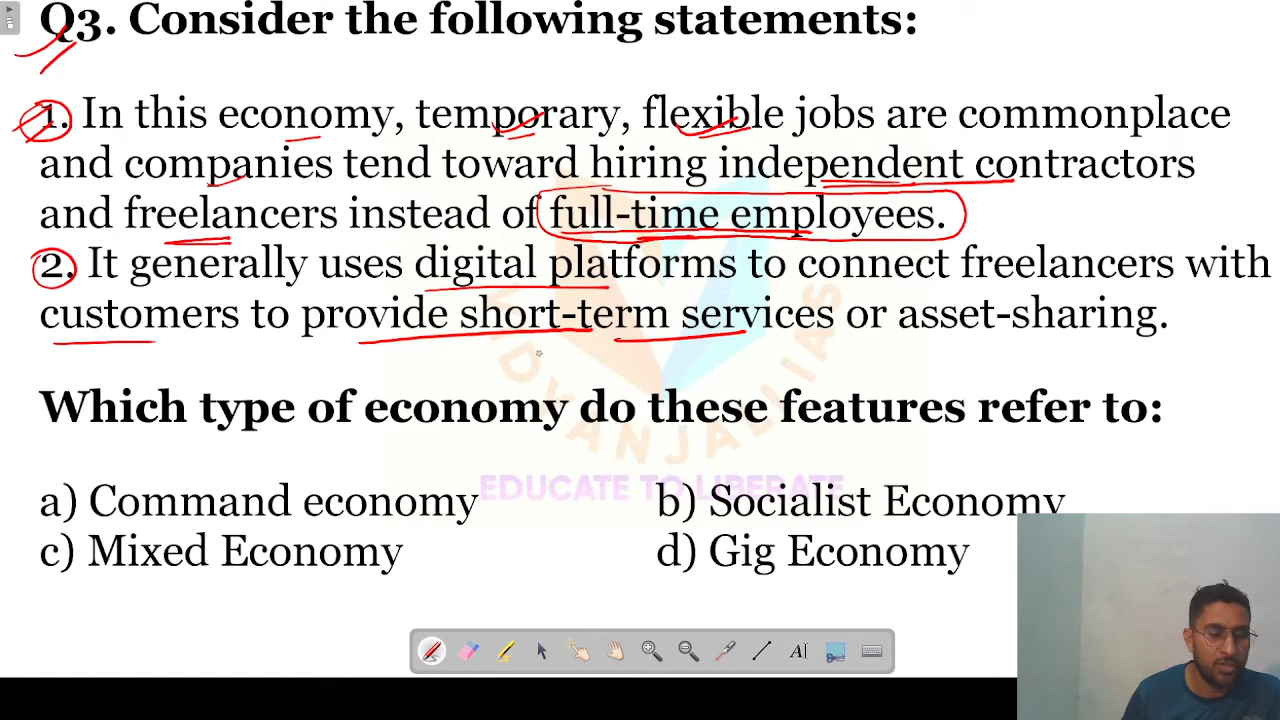 Q3. Consider the following statements:
1. In this economy, temporary, flexible jobs are commonplace
and companies tend toward hiring independent contractors
and freelancers instead of full-time employees.
2. It generally uses digital platforms to connect freelancers with
customers to provide short-term services or asset-sharing.
Which type of economy do these features refer to:
a) Command economy b) Socialist Economy
c) Mixed Economy d) Gig Economy
VIDVANJALI IAS
EDUCATE TO LIBERATE